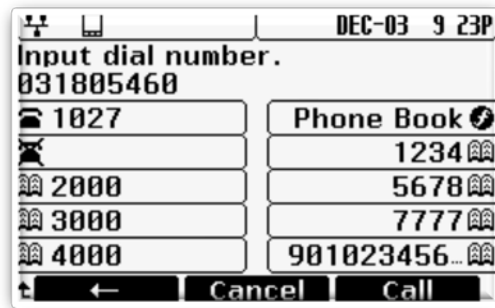 DEC-03 9 23P
Input dial number.
031805460
1027 Phone Book
1234
2000 5678
3000 7777
4000 901023456…
← Cancel Call